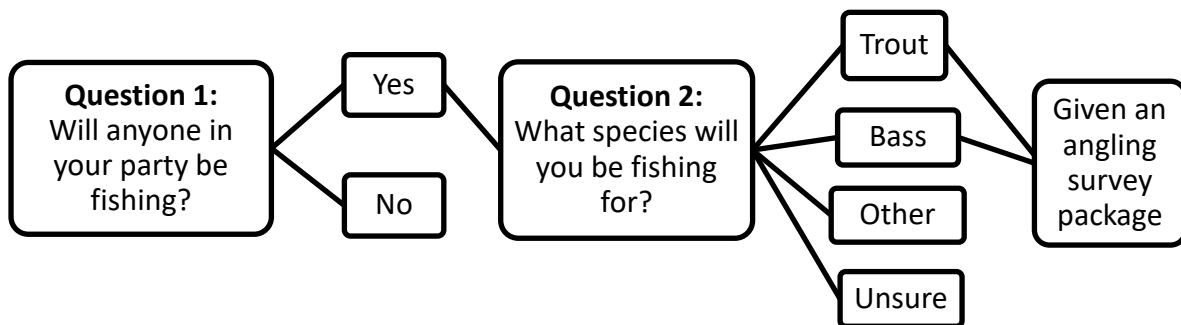 Question 1:
Will anyone in
your party be
fishing?
Yes
No
Question 2:
What species will
you be fishing
for?
Trout
Bass
Other
Unsure
Given an
angling
survey
package